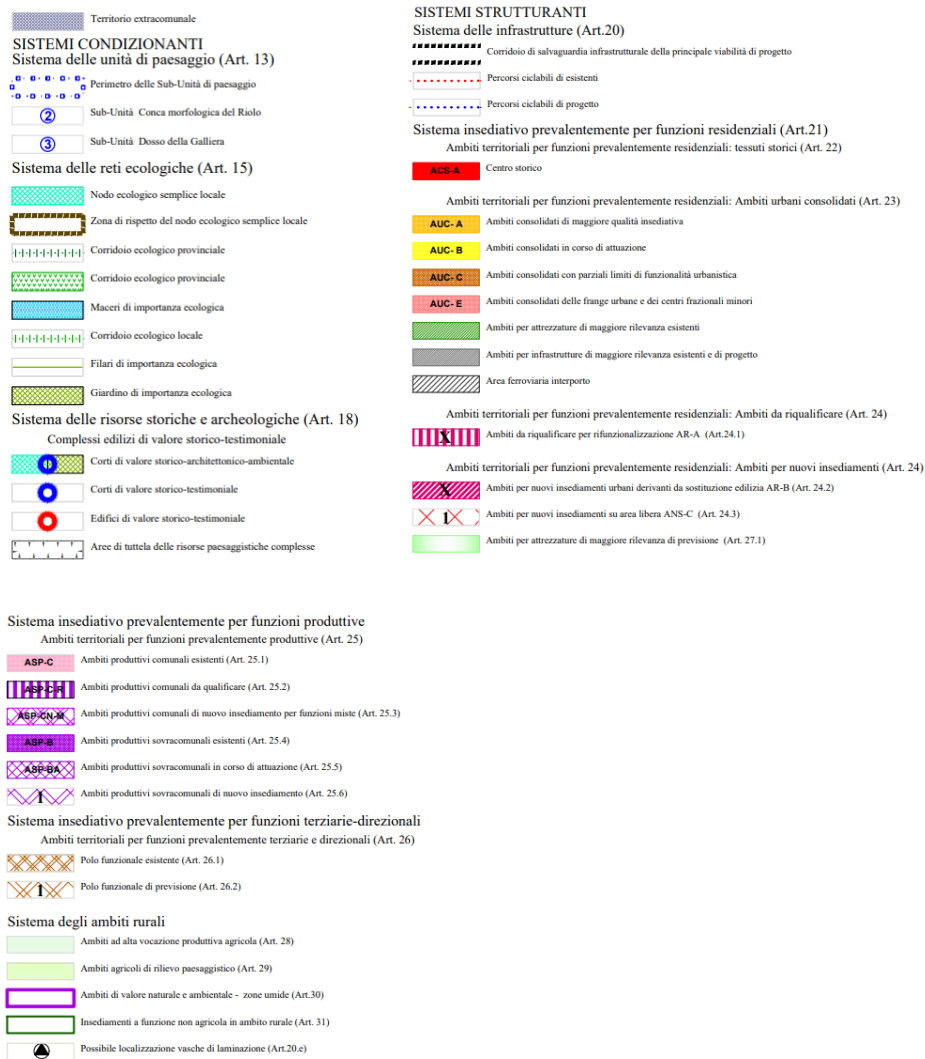 Territorio extracomunale
SISTEMI CONDIZIONANTI
Sistema delle unità di paesaggio (Art. 13)
Perimetro delle Sub-Unità di paesaggio
2 Sub-Unità Conca morfologica del Riolo
3 Sub-Unità Dosso della Galliera
Sistema delle reti ecologiche (Art. 15)
Nodo ecologico semplice locale
Zona di rispetto del nodo ecologico semplice locale
Corridoio ecologico provinciale
Corridoio ecologico provinciale
Maceri di importanza ecologica
Corridoio ecologico locale
Filari di importanza ecologica
Giardino di importanza ecologica
Sistema delle risorse storiche e archeologiche (Art. 18)
Complessi edilizi di valore storico-testimoniale
Corti di valore storico-architettonico-ambientale
Corti di valore storico-testimoniale
Edifici di valore storico-testimoniale
Aree di tuttela delle risorse paesaggistiche complesse
SISTEMI STRUTTURANTI
Sistema delle infrastrutture (Art.20)
Corridoio di salvaguardia infrastrutturale della principale viabilità di progetto
Percorsi ciclabili di esistenti
Percorsi ciclabili di progetto
Sistema insediativo prevalentemente per funzioni residenziali (Art.21)
Ambiti territoriali per funzioni prevalentemente residenziali: tessuti storici (Art. 22)
ACS-A Centro storico
Ambiti territoriali per funzioni prevalentemente residenziali: Ambiti urbani consolidati (Art. 23)
AUC- A Ambiti consolidati di maggiore qualità insediativa
AUC- B Ambiti consolidati in corso di attuazione
AUC- C Ambiti consolidati con parziali limiti di funzionalità urbanistica
AUC- E Ambiti consolidati delle frange urbane e dei centri frazionali minori
Ambiti per attrezzature di maggiore rilevanza esistenti
Ambiti per infrastrutture di maggiore rilevanza esistenti e di progetto
Area ferroviaria interporto
Ambiti territoriali per funzioni prevalentemente residenziali: Ambiti da riqualificare (Art. 24)
X Ambiti da riqualificare per rifunzionalizzazione AR-A (Art.24.1)
Ambiti territoriali per funzioni prevalentemente residenziali: Ambiti per nuovi insediamenti (Art. 24)
X Ambiti per nuovi insediamenti urbani derivanti da sostituzione edilizia AR-B (Art. 24.2)
1 Ambiti per nuovi insediamenti su area libera ANS-C (Art. 24.3)
Ambiti per attrezzature di maggiore rilevanza di previsione (Art. 27.1)
Sistema insediativo prevalentemente per funzioni produttive
Ambiti territoriali per funzioni prevalentemente produttive (Art. 25)
ASP-C Ambiti produttivi comunali esistenti (Art. 25.1)
ASP-C-R Ambiti produttivi comunali da qualificare (Art. 25.2)
ASP-CN-M Ambiti produttivi comunali di nuovo insediamento per funzioni miste (Art. 25.3)
ASP-B Ambiti produttivi sovracomunali esistenti (Art. 25.4)
ASP-BA Ambiti produttivi sovracomunali in corso di attuazione (Art. 25.5)
1 Ambiti produttivi sovracomunali di nuovo insediamento (Art. 25.6)
Sistema insediativo prevalentemente per funzioni terziarie-direzionali
Ambiti territoriali per funzioni prevalentemente terziarie e direzionali (Art. 26)
Polo funzionale esistente (Art. 26.1)
1 Polo funzionale di previsione (Art. 26.2)
Sistema degli ambiti rurali
Ambiti ad alta vocazione produttiva agricola (Art. 28)
Ambiti agricoli di rilievo paesaggistico (Art. 29)
Ambiti di valore naturale e ambientale - zone umide (Art.30)
Insediamenti a funzione non agricola in ambito rurale (Art. 31)
Possibile localizzazione vasche di laminazione (Art.20.e)